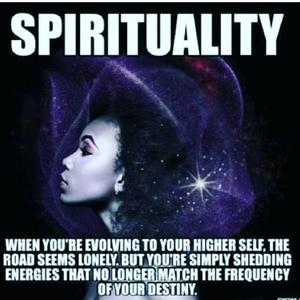 SPIRITUALITY
WHEN YOU'RE EVOLVING TO YOUR HIGHER SELF, THE
ROAD SEEMS LONELY, BUT YOU'RE SIMPLY SHEDDING
ENERGIES THAT NO LONGER MATCH THE FREQUENCY
OF YOUR DESTINY.